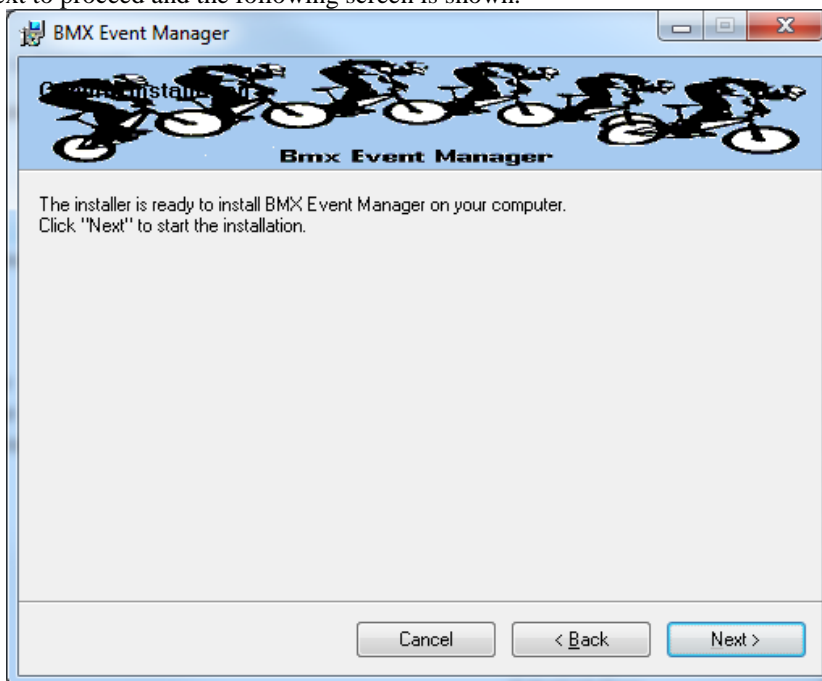 ext to proceed and the following screen is shown.
BMX Event Manager
Bmx Event Manager
The installer is ready to install BMX Event Manager on your computer.
Click "Next" to start the installation.
Cancel
< Back
Next >